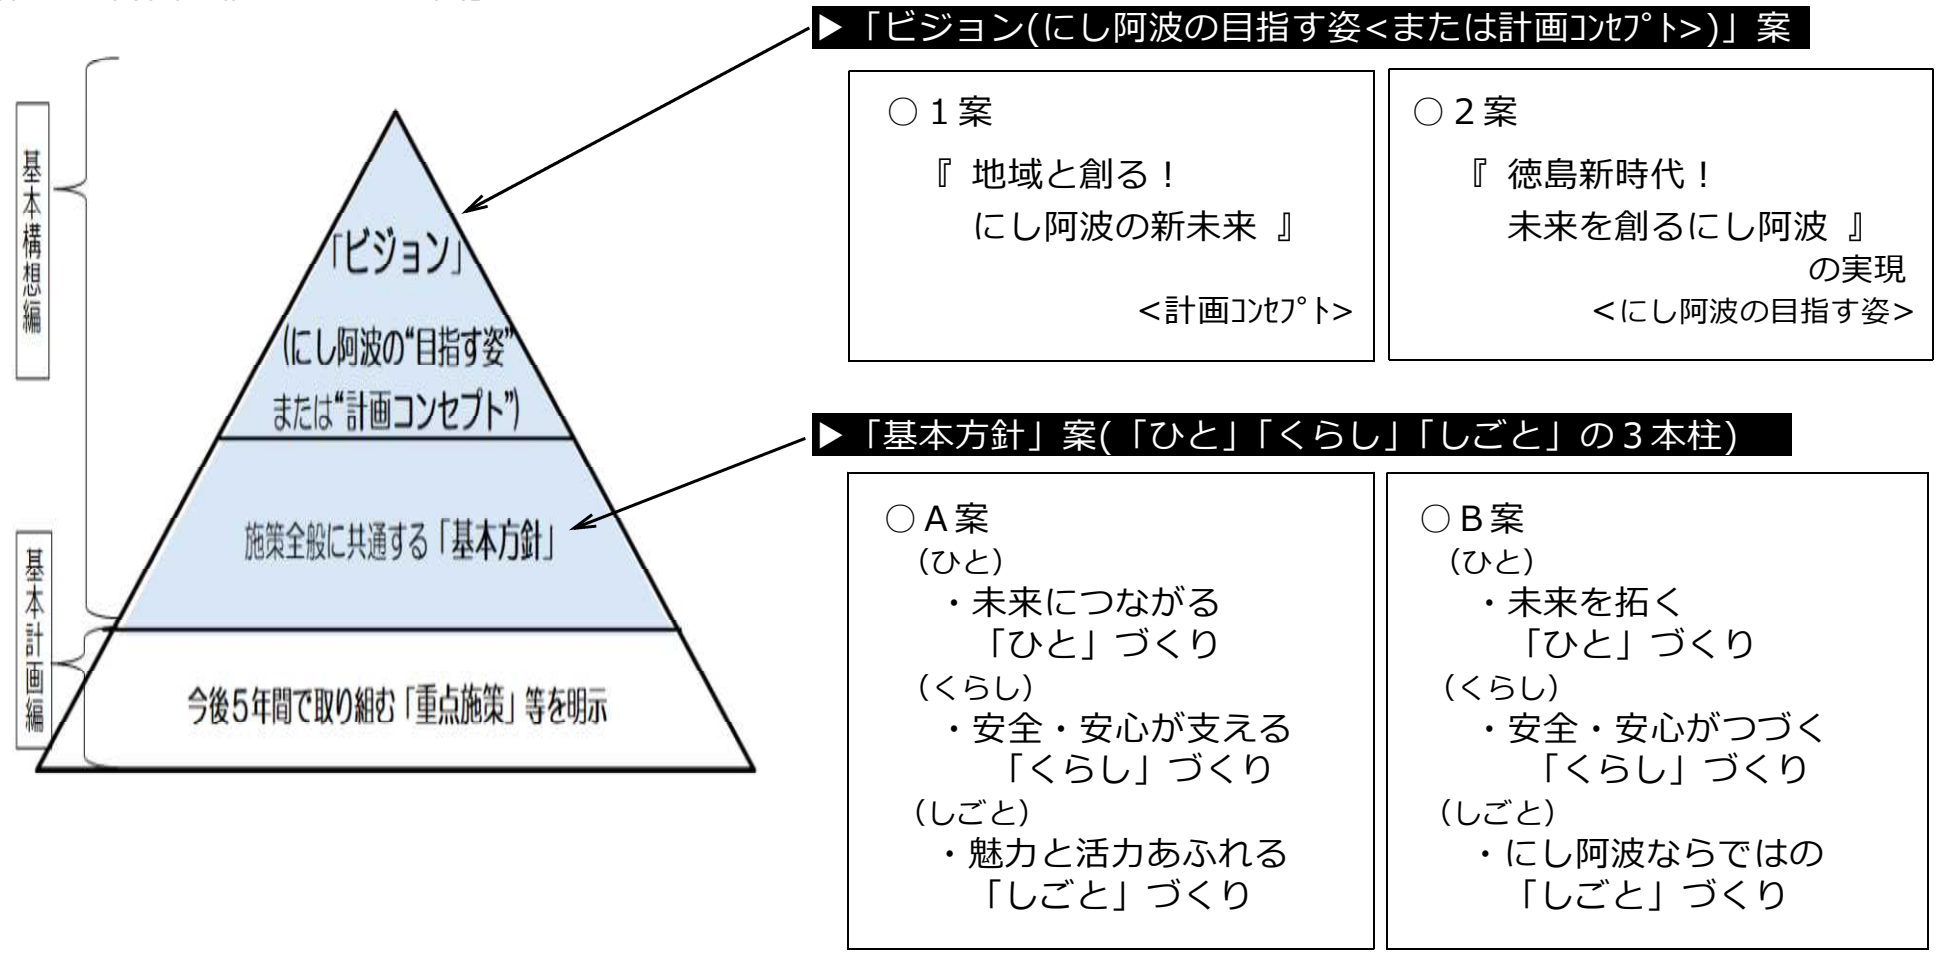 基本構想編
「ビジョン」
(にし阿波の“目指す姿”
または“計画コンセプト”)
施策全般に共通する「基本方針」
基本計画編
今後5年間で取り組む「重点施策」等を明示
▶「ビジョン(にし阿波の目指す姿<または計画ｺﾝｾﾌﾟﾄ>)」案
○１案
『 地域と創る！
にし阿波の新未来 』
<計画ｺﾝｾﾌﾟﾄ>
○２案
『 徳島新時代！
未来を創るにし阿波 』
の実現
<にし阿波の目指す姿>
▶「基本方針」案(「ひと」「くらし」「しごと」の３本柱)
○Ａ案
（ひと）
・未来につながる
「ひと」づくり
（くらし）
・安全・安心が支える
「くらし」づくり
（しごと）
・魅力と活力あふれる
「しごと」づくり
○Ｂ案
（ひと）
・未来を拓く
「ひと」づくり
（くらし）
・安全・安心がつづく
「くらし」づくり
（しごと）
・にし阿波ならではの
「しごと」づくり